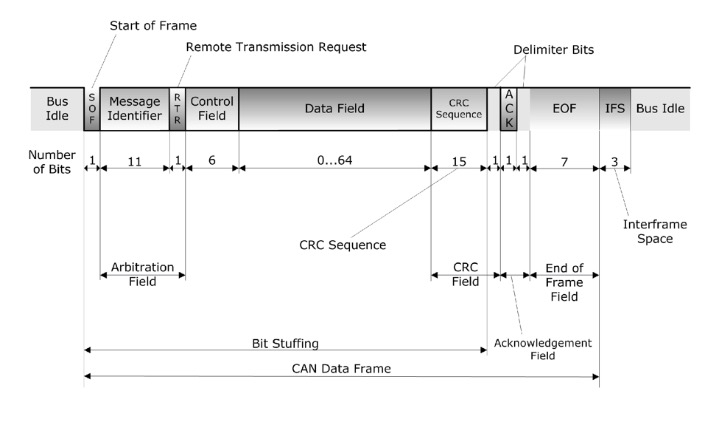 Start of Frame
Remote Transmission Request
Delimiter Bits
Bus
Idle
S
O
F
Message
Identifier
R
T
R
Control
Field
Data Field
CRC
Sequence
A
C
K
EOF
IFS
Bus Idle
Number
of Bits
1
11
1
6
0...64
15
1
1
1
7
3
CRC Sequence
Interframe
Space
Arbitration
Field
CRC
Field
End of
Frame
Field
Bit Stuffing
Acknowledgement
Field
CAN Data Frame